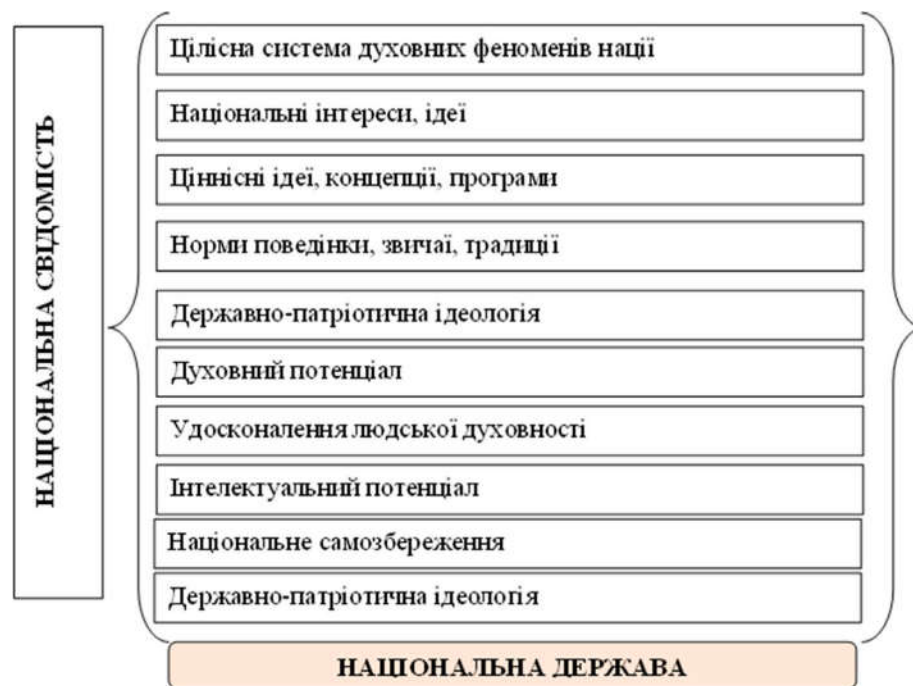 НАЦІОНАЛЬНА СВІДОМІСТЬ
Цілісна система духовних феноменів нації
Національні інтереси, ідеї
Ціннісні ідеї, концепції, програми
Норми поведінки, звичаї, традиції
Державно-патріотична ідеологія
Духовний потенціал
Удосконалення людської духовності
Інтелектуальний потенціал
Національне самозбереження
Державно-патріотична ідеологія
НАЦІОНАЛЬНА ДЕРЖАВА